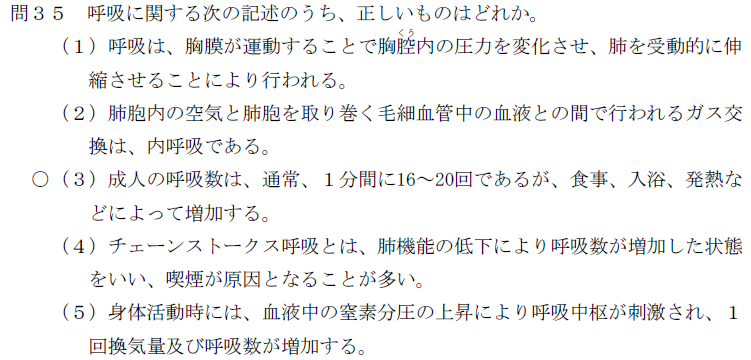 問35 呼吸に関する次の記述のうち、正しいものはどれか。
(1)呼吸は、胸膜が運動することで胸腔くう内の圧力を変化させ、肺を受動的に伸
縮させることにより行われる。
(2)肺胞内の空気と肺胞を取り巻く毛細血管中の血液との間で行われるガス交
換は、内呼吸である。
○(3)成人の呼吸数は、通常、1分間に16~20回であるが、食事、入浴、発熱な
どによって増加する。
(4)チェーンストークス呼吸とは、肺機能の低下により呼吸数が増加した状態
をいい、喫煙が原因となることが多い。
(5)身体活動時には、血液中の窒素分圧の上昇により呼吸中枢が刺激され、1
回換気量及び呼吸数が増加する。